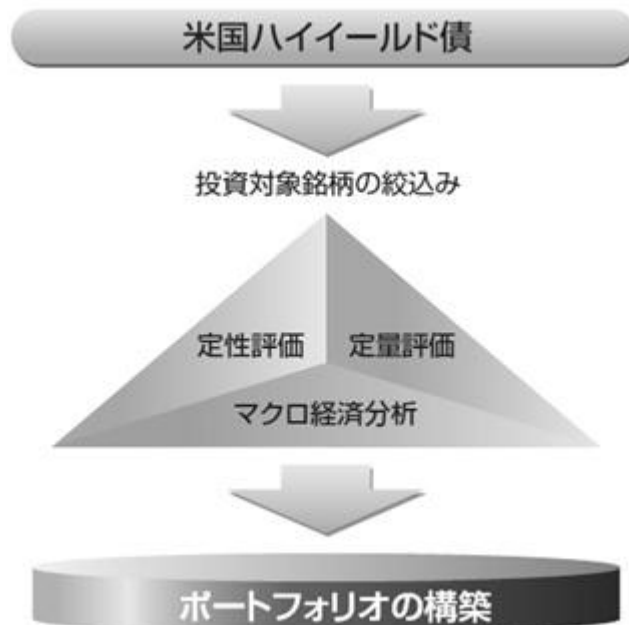 米国ハイイールド債
投資対象銘柄の絞込み
定性評価 定量評価
マクロ経済分析
ポートフォリオの構築